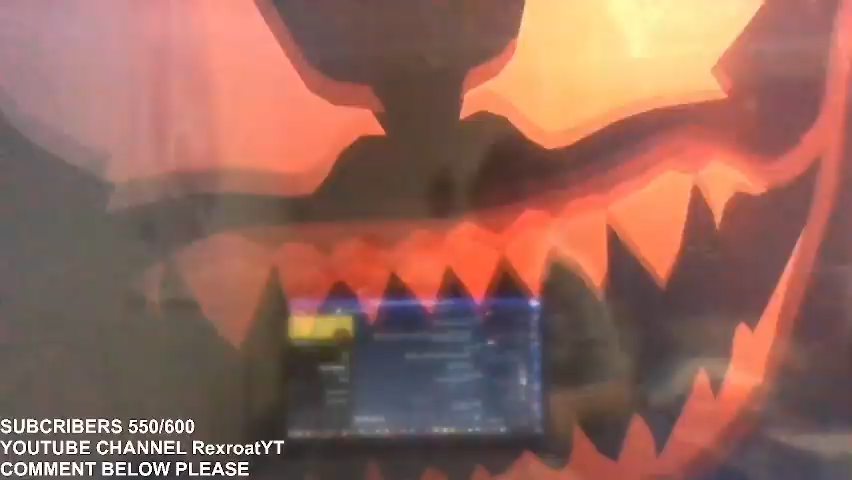 SUBCRIBERS 550/600
YOUTUBE CHANNEL RexroatYT
COMMENT BELOW PLEASE